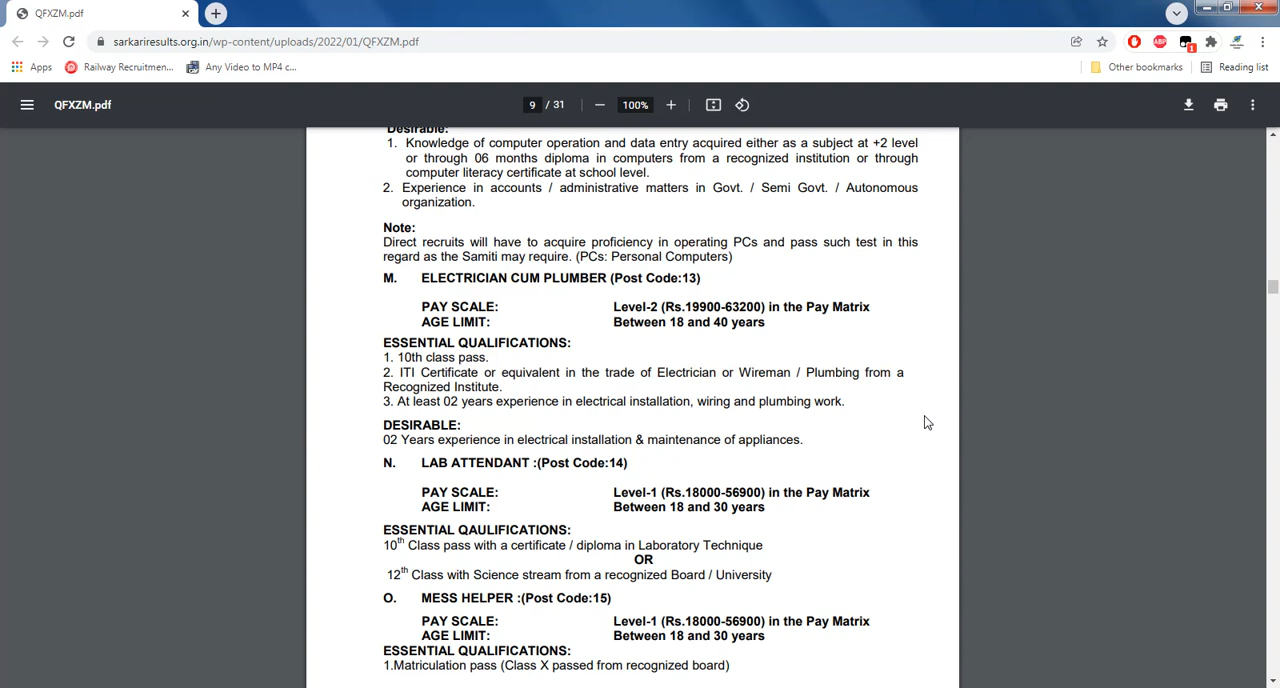 QFXZM.pdf
sarkariresults.org.in/wp-content/uploads/2022/01/QFXZM.pdf
ABP
1
Apps
Railway Recruitmen...
Any Video to MP4 c...
Other bookmarks
Reading list
QFXZM.pdf
9 / 31
100%
Desirable:
1. Knowledge of computer operation and data entry acquired either as a subject at +2 level
or through 06 months diploma in computers from a recognized institution or through
computer literacy certificate at school level.
2. Experience in accounts / administrative matters in Govt. / Semi Govt. / Autonomous
organization.
Note:
Direct recruits will have to acquire proficiency in operating PCs and pass such test in this
regard as the Samiti may require. (PCs: Personal Computers)
M. ELECTRICIAN CUM PLUMBER (Post Code:13)
PAY SCALE: Level-2 (Rs.19900-63200) in the Pay Matrix
AGE LIMIT: Between 18 and 40 years
ESSENTIAL QUALIFICATIONS:
1. 10th class pass.
2. ITI Certificate or equivalent in the trade of Electrician or Wireman / Plumbing from a
Recognized Institute.
3. At least 02 years experience in electrical installation, wiring and plumbing work.
DESIRABLE:
02 Years experience in electrical installation & maintenance of appliances.
N. LAB ATTENDANT :(Post Code:14)
PAY SCALE: Level-1 (Rs.18000-56900) in the Pay Matrix
AGE LIMIT: Between 18 and 30 years
ESSENTIAL QAULIFICATIONS:
10th Class pass with a certificate / diploma in Laboratory Technique
OR
12th Class with Science stream from a recognized Board / University
O. MESS HELPER :(Post Code:15)
PAY SCALE: Level-1 (Rs.18000-56900) in the Pay Matrix
AGE LIMIT: Between 18 and 30 years
ESSENTIAL QUALIFICATIONS:
1.Matriculation pass (Class X passed from recognized board)